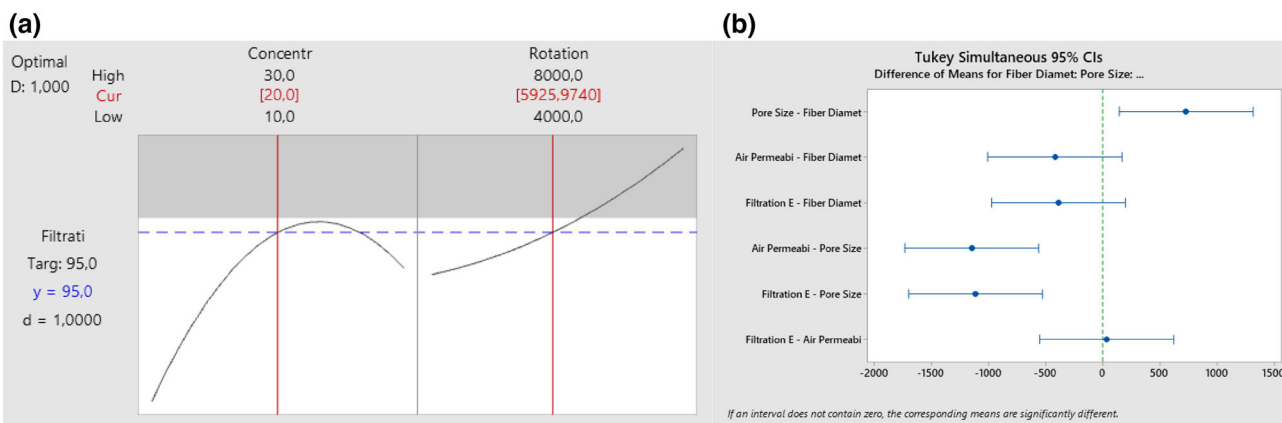 (a)
Optimal
D: 1,000
High
Cur
Low
Concentr
30,0
[20,0]
10,0
Rotation
8000,0
[5925,9740]
4000,0
Filtrati
Targ: 95,0
y = 95,0
d = 1,0000
(b)
Tukey Simultaneous 95% CIs
Difference of Means for Fiber Diamet; Pore Size; ...
Pore Size - Fiber Diamet
Air Permeabi - Fiber Diamet
Filtration E - Fiber Diamet
Air Permeabi - Pore Size
Filtration E - Pore Size
Filtration E - Air Permeabi
-2000 -1500 -1000 -500 0 500 1000 1500
If an interval does not contain zero, the corresponding means are significantly different.